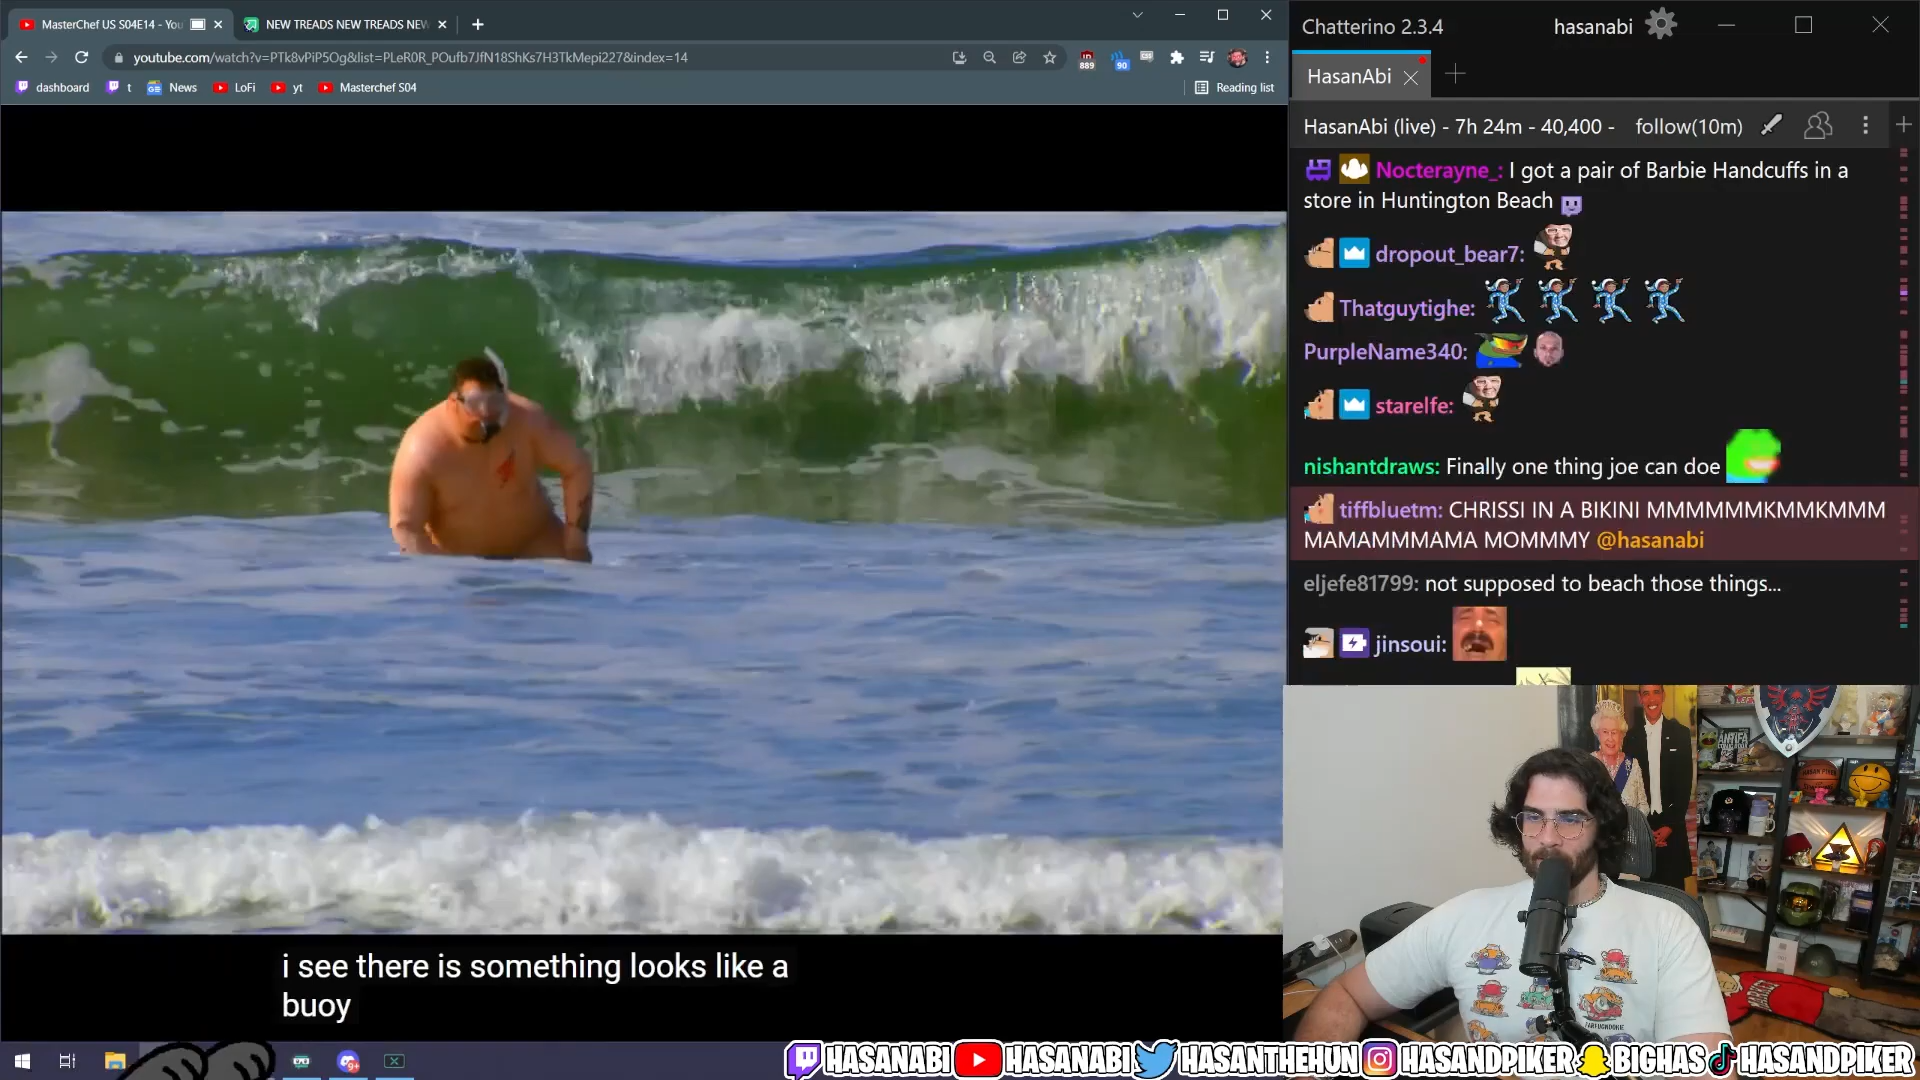 MasterChef US S04E14 - You
NEW TREADS NEW TREADS NEW
youtube.com/watch?v=PTk8vPiP5Og&list=PLeR0R_POufb7JfN18ShKs7H3TkMepi227&index=14
889
90
dashboard
t
News
LoFi
yt
Masterchef S04
Reading list
i see there is something looks like a
buoy
Chatterino 2.3.4
hasanabi
HasanAbi
HasanAbi (live) - 7h 24m - 40,400 -
follow(10m)
Nocterayne_: I got a pair of Barbie Handcuffs in a
store in Huntington Beach
dropout_bear7:
Thatguytighe:
PurpleName340:
starelfe:
nishantdraws: Finally one thing joe can doe
tiffbluetm: CHRISSI IN A BIKINI MMMMMMKMMKMMM
MAMAMMMAMA MOMMMY @hasanabi
eljefe81799: not supposed to beach those things...
jinsoui:
ANTIFA
9+
HASANABI
HASANABI
HASANTHEHUN
HASANDPIKER
BIGHAS
HASANDPIKER